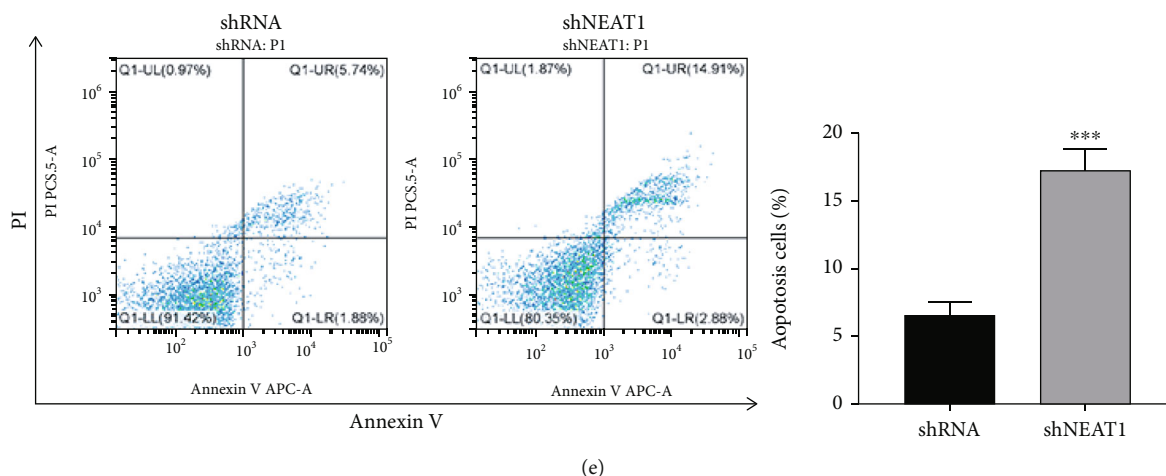 shRNA
shRNA: P1
Q1-UL(0.97%)
Q1-UR(5.74%)
10^6
10^5
10^4
10^3
Q1-LL(91.42%)
Q1-LR(1.88%)
10^2
10^3
10^4
10^5
PI PCS.5-A
Annexin V APC-A
shNEAT1
shNEAT1: P1
Q1-UL(1.87%)
Q1-UR(14.91%)
10^6
10^5
10^4
10^3
Q1-LL(80.35%)
Q1-LR(2.88%)
10^2
10^3
10^4
10^5
PI PCS.5-A
Annexin V APC-A
PI
Annexin V
Aopotosis cells (%)
20
15
10
5
0
***
shRNA
shNEAT1
(e)